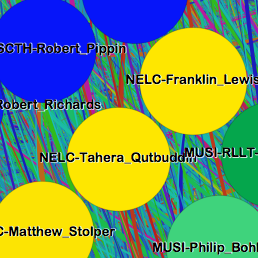 SCTH-Robert_Pippin
NELC-Franklin_Lewis
Robert_Richards
NELC-Tahera_Qutbuddin
MUSI-RLLT-
C-Matthew_Stolper
MUSI-Philip_Bohl